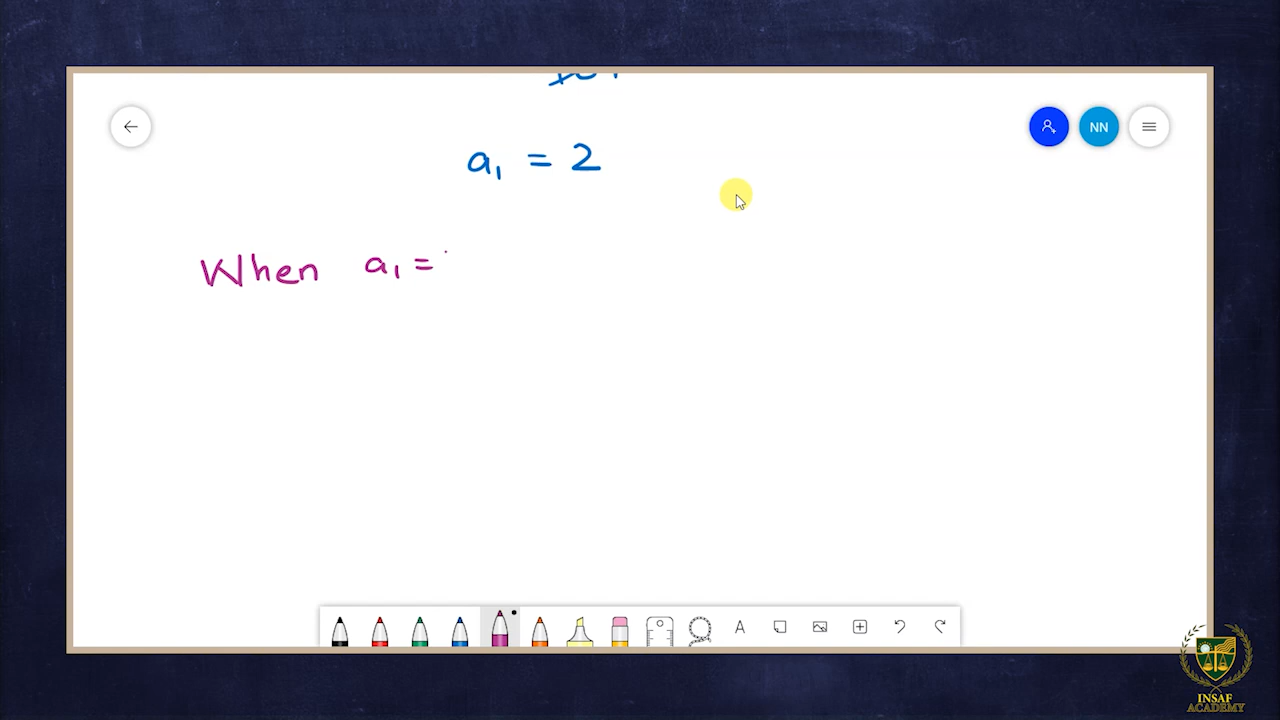 a₁ = 2
NN
When a₁ =
A
INSAF
ACADEMY